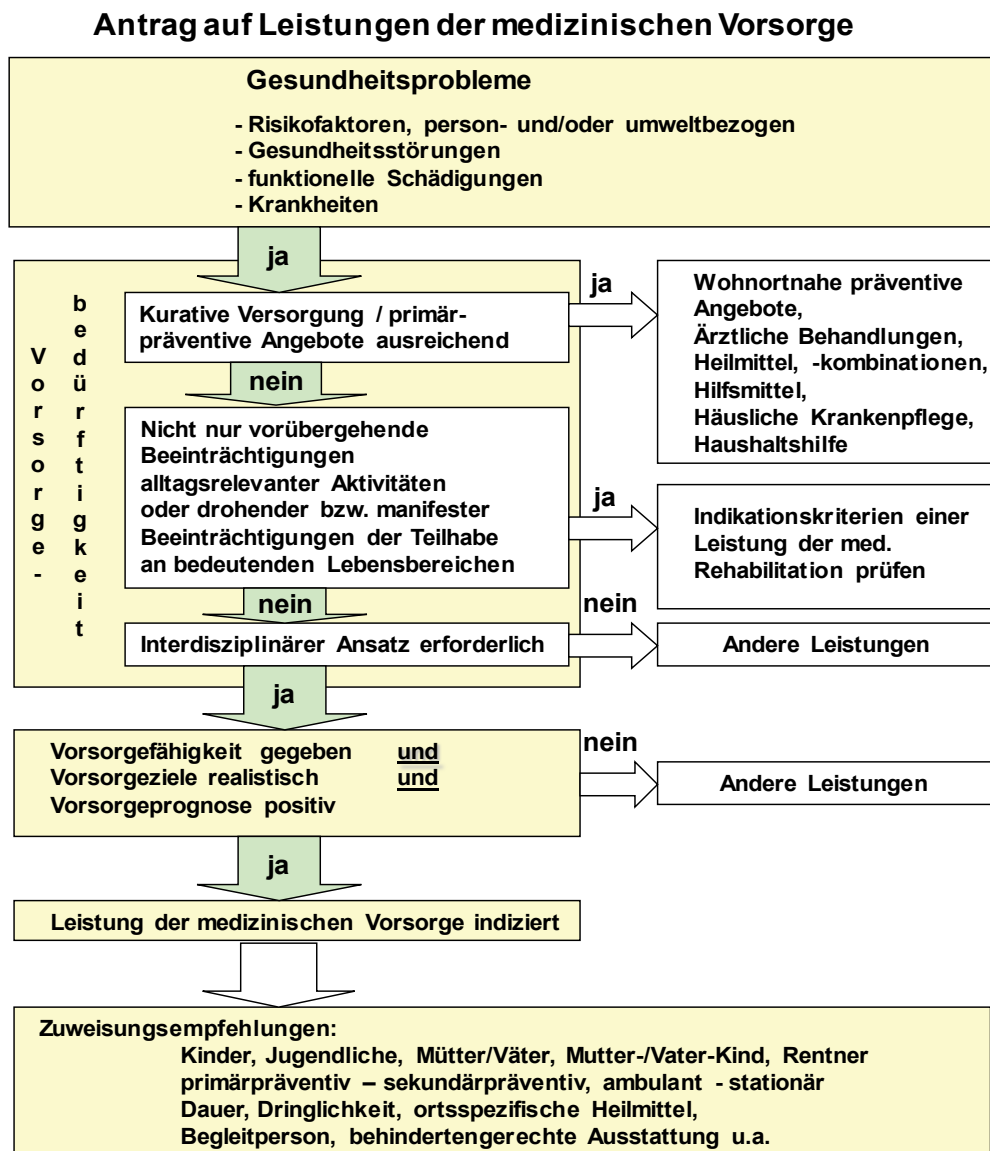 Antrag auf Leistungen der medizinischen Vorsorge
Gesundheitsprobleme
- Risikofaktoren, person- und/oder umweltbezogen
- Gesundheitsstörungen
- funktionelle Schädigungen
- Krankheiten
ja
Vorsorge-
bedürftigkeit
Kurative Versorgung / primär-
präventive Angebote ausreichend
ja
Wohnortnahe präventive
Angebote,
Ärztliche Behandlungen,
Heilmittel, -kombinationen,
Hilfsmittel,
Häusliche Krankenpflege,
Haushaltshilfe
nein
Nicht nur vorübergehende
Beeinträchtigungen
alltagsrelevanter Aktivitäten
oder drohender bzw. manifester
Beeinträchtigungen der Teilhabe
an bedeutenden Lebensbereichen
ja
Indikationskriterien einer
Leistung der med.
Rehabilitation prüfen
nein
Interdisziplinärer Ansatz erforderlich
nein
Andere Leistungen
ja
Vorsorgefähigkeit gegeben und
Vorsorgeziele realistisch und
Vorsorgeprognose positiv
nein
Andere Leistungen
ja
Leistung der medizinischen Vorsorge indiziert
Zuweisungsempfehlungen:
Kinder, Jugendliche, Mütter/Väter, Mutter-/Vater-Kind, Rentner
primärpräventiv – sekundärpräventiv, ambulant - stationär
Dauer, Dringlichkeit, ortsspezifische Heilmittel,
Begleitperson, behindertengerechte Ausstattung u.a.